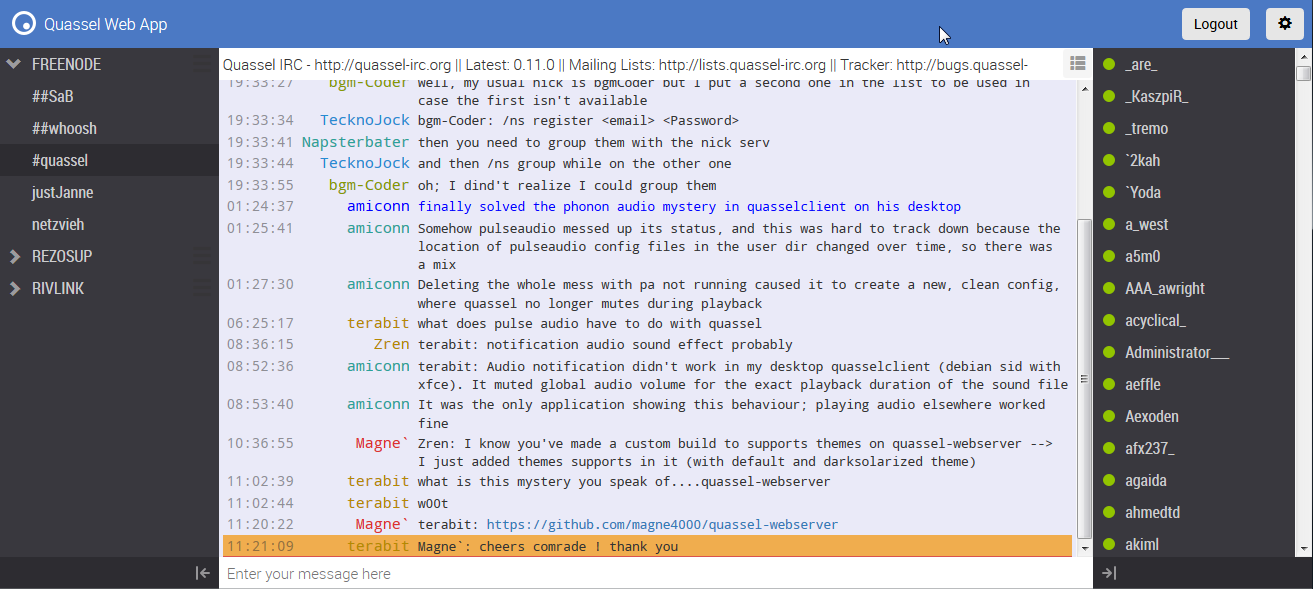 Quassel Web App
Logout
FREENODE
##SaB
##whoosh
#quassel
justJanne
netzvieh
REZOSUP
RIVLINK
Quassel IRC - http://quassel-irc.org || Latest: 0.11.0 || Mailing Lists: http://lists.quassel-irc.org || Tracker: http://bugs.quassel-
19:33:27 bgm-Coder well, my usual nick is bgmCoder but I put a second one in the list to be used in
case the first isn't available
19:33:34 TecknoJock bgm-Coder: /ns register <email> <Password>
19:33:41 Napsterbater then you need to group them with the nick serv
19:33:44 TecknoJock and then /ns group while on the other one
19:33:55 bgm-Coder oh; I dind't realize I could group them
01:24:37 amiconn finally solved the phonon audio mystery in quasselclient on his desktop
01:25:41 amiconn Somehow pulseaudio messed up its status, and this was hard to track down because the
location of pulseaudio config files in the user dir changed over time, so there was
a mix
01:27:30 amiconn Deleting the whole mess with pa not running caused it to create a new, clean config,
where quassel no longer mutes during playback
06:25:17 terabit what does pulse audio have to do with quassel
08:36:15 Zren terabit: notification audio sound effect probably
08:52:36 amiconn terabit: Audio notification didn't work in my desktop quasselclient (debian sid with
xfce). It muted global audio volume for the exact playback duration of the sound file
08:53:40 amiconn It was the only application showing this behaviour; playing audio elsewhere worked
fine
10:36:55 Magne` Zren: I know you've made a custom build to supports themes on quassel-webserver -->
I just added themes supports in it (with default and darksolarized theme)
11:02:39 terabit what is this mystery you speak of....quassel-webserver
11:02:44 terabit w00t
11:20:22 Magne` terabit: https://github.com/magne4000/quassel-webserver
11:21:09 terabit Magne`: cheers comrade ! thank you
Enter your message here
_are_
_KaszpiR_
_tremo
`2kah
`Yoda
a_west
a5m0
AAA_awright
acyclical_
Administrator___
aeffle
Aexoden
afx237_
agaida
ahmedtd
akiml